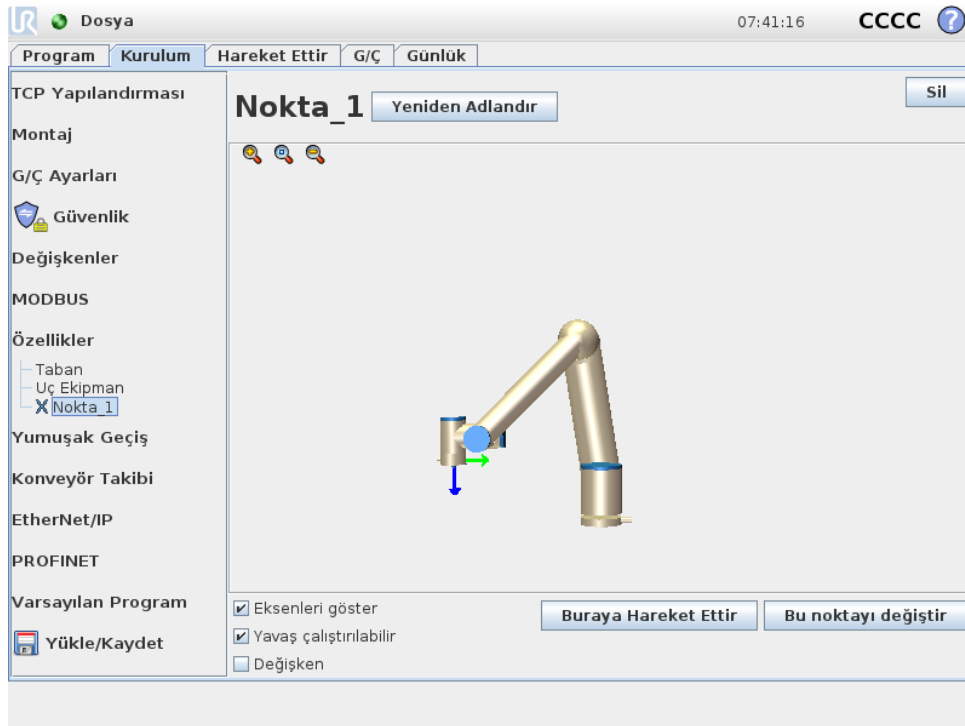 UR Dosya 07:41:16 CCCC ?
Program Kurulum Hareket Ettir G/Ç Günlük
TCP Yapılandırması
Montaj
G/Ç Ayarları
Güvenlik
Değişkenler
MODBUS
Özellikler
Taban
Uç Ekipman
Nokta_1
Yumuşak Geçiş
Konveyör Takibi
EtherNet/IP
PROFINET
Varsayılan Program
Yükle/Kaydet
Nokta_1 Yeniden Adlandır Sil
Eksenleri göster
Yavaş çalıştırılabilir
Değişken
Buraya Hareket Ettir Bu noktayı değiştir